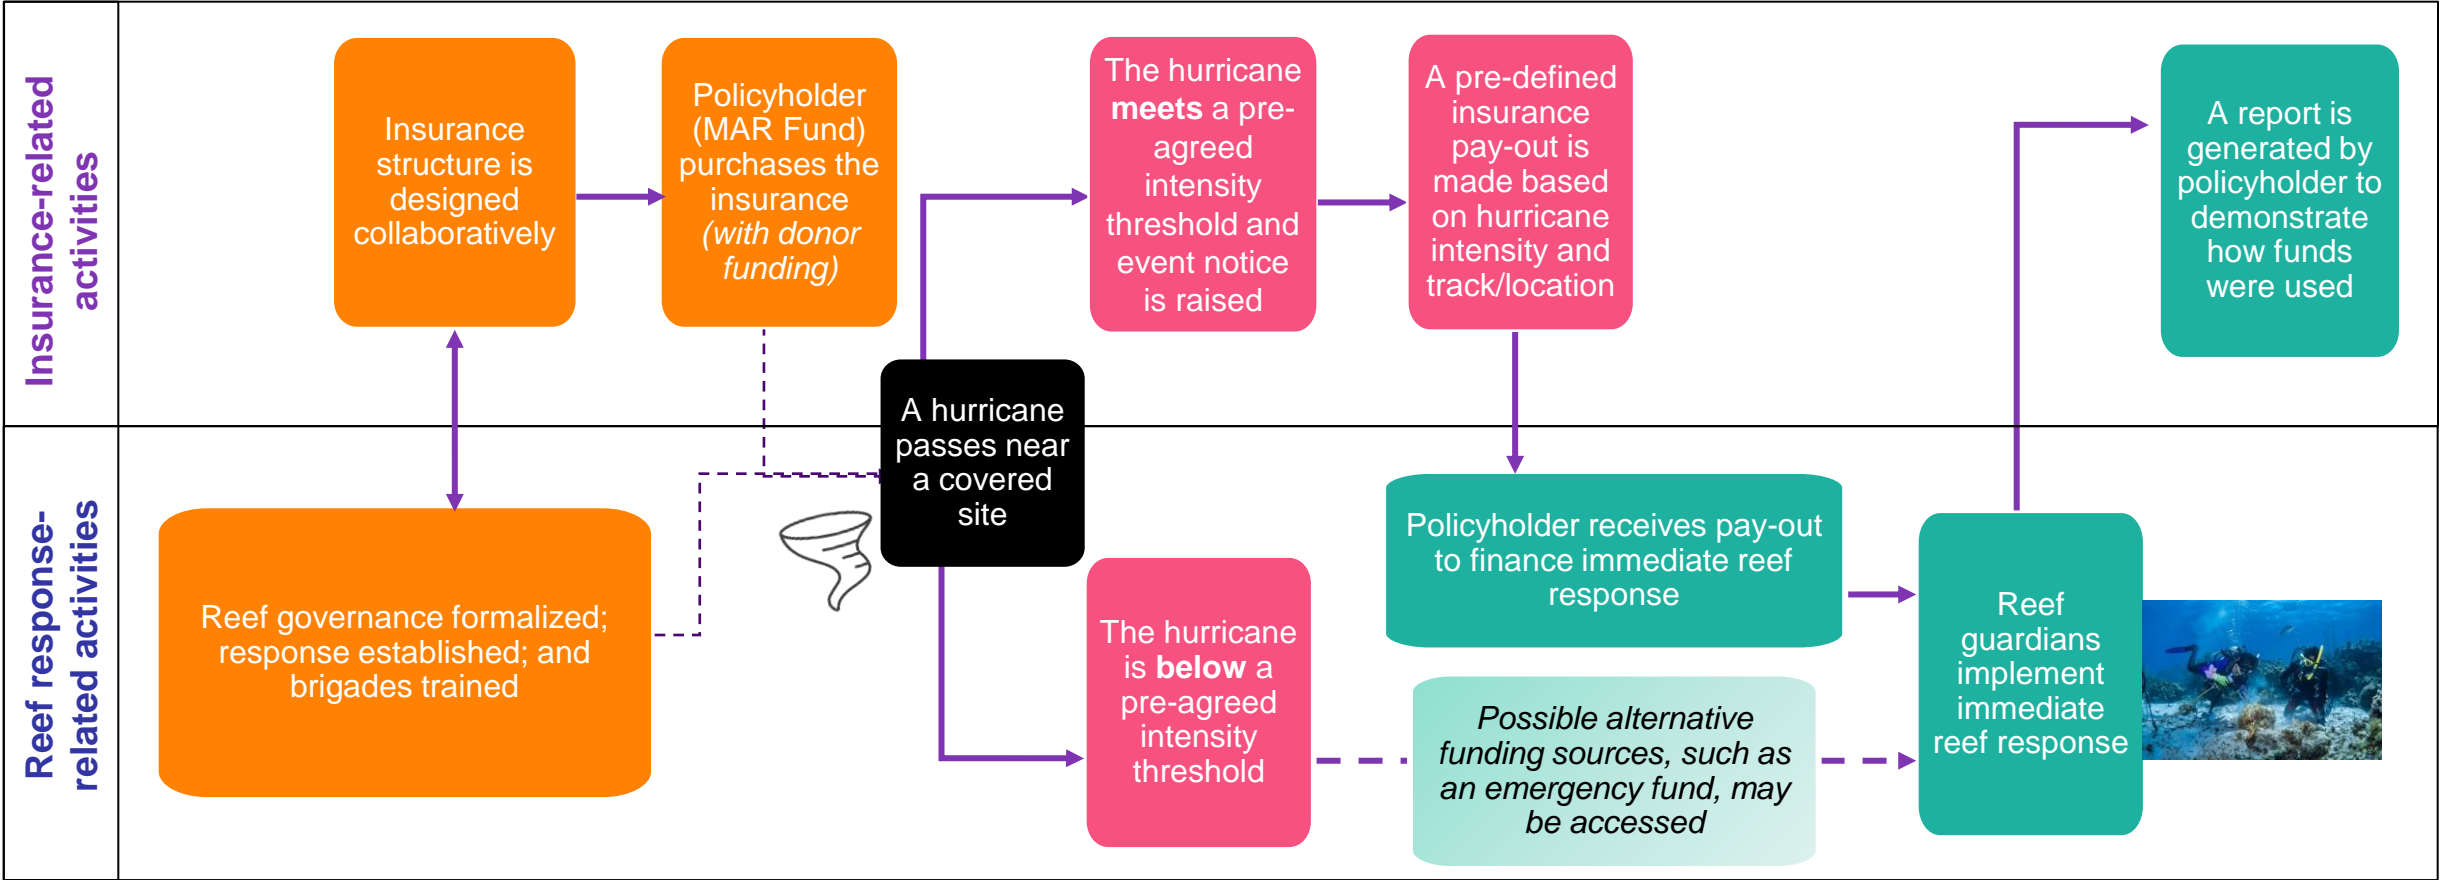 Insurance-related
activities
Insurance
structure is
designed
collaboratively
Policyholder
(MAR Fund)
purchases the
insurance
(with donor
funding)
The hurricane
meets a pre-
agreed
intensity
threshold and
event notice
is raised
A pre-defined
insurance
pay-out is
made based
on hurricane
intensity and
track/location
A report is
generated by
policyholder to
demonstrate
how funds
were used
A hurricane
passes near
a covered
site
Reef response-
related activities
Reef governance formalized;
response established; and
brigades trained
The hurricane
is below a
pre-agreed
intensity
threshold
Policyholder receives pay-out
to finance immediate reef
response
Possible alternative
funding sources, such as
an emergency fund, may
be accessed
Reef
guardians
implement
immediate
reef response